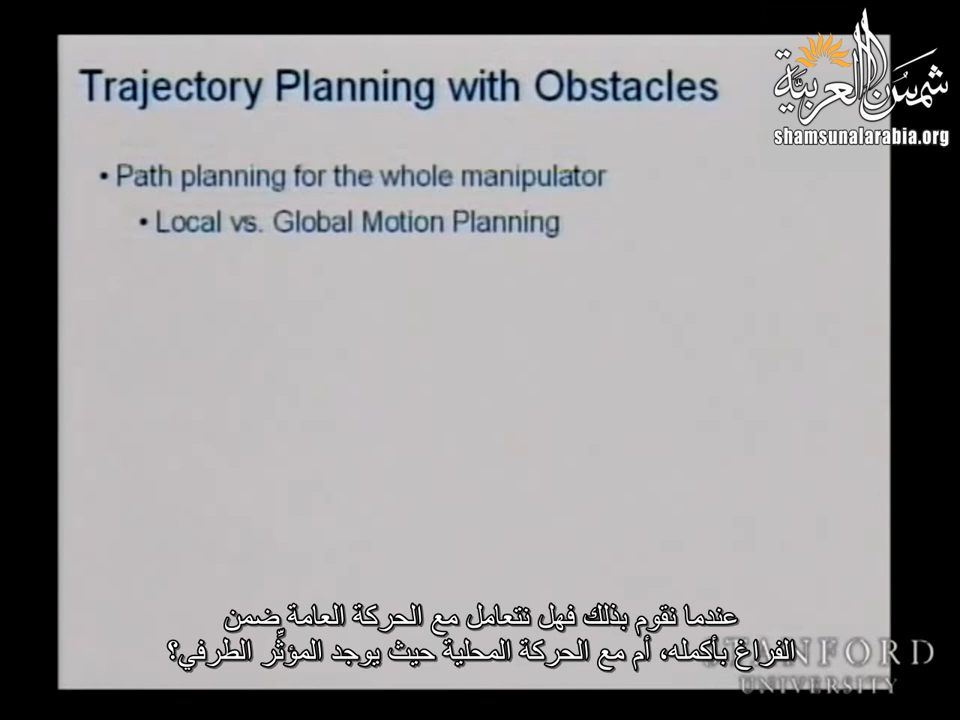 Trajectory Planning with Obstacles
شمس العربية
shamsunalarabia.org
• Path planning for the whole manipulator
• Local vs. Global Motion Planning
عندما نقوم بذلك فهل نتعامل مع الحركة العامة ضمن
الفراغ بأكمله، أم مع الحركة المحلية حيث يوجد المؤثِّر الطرفي؟
STANFORD
UNIVERSITY